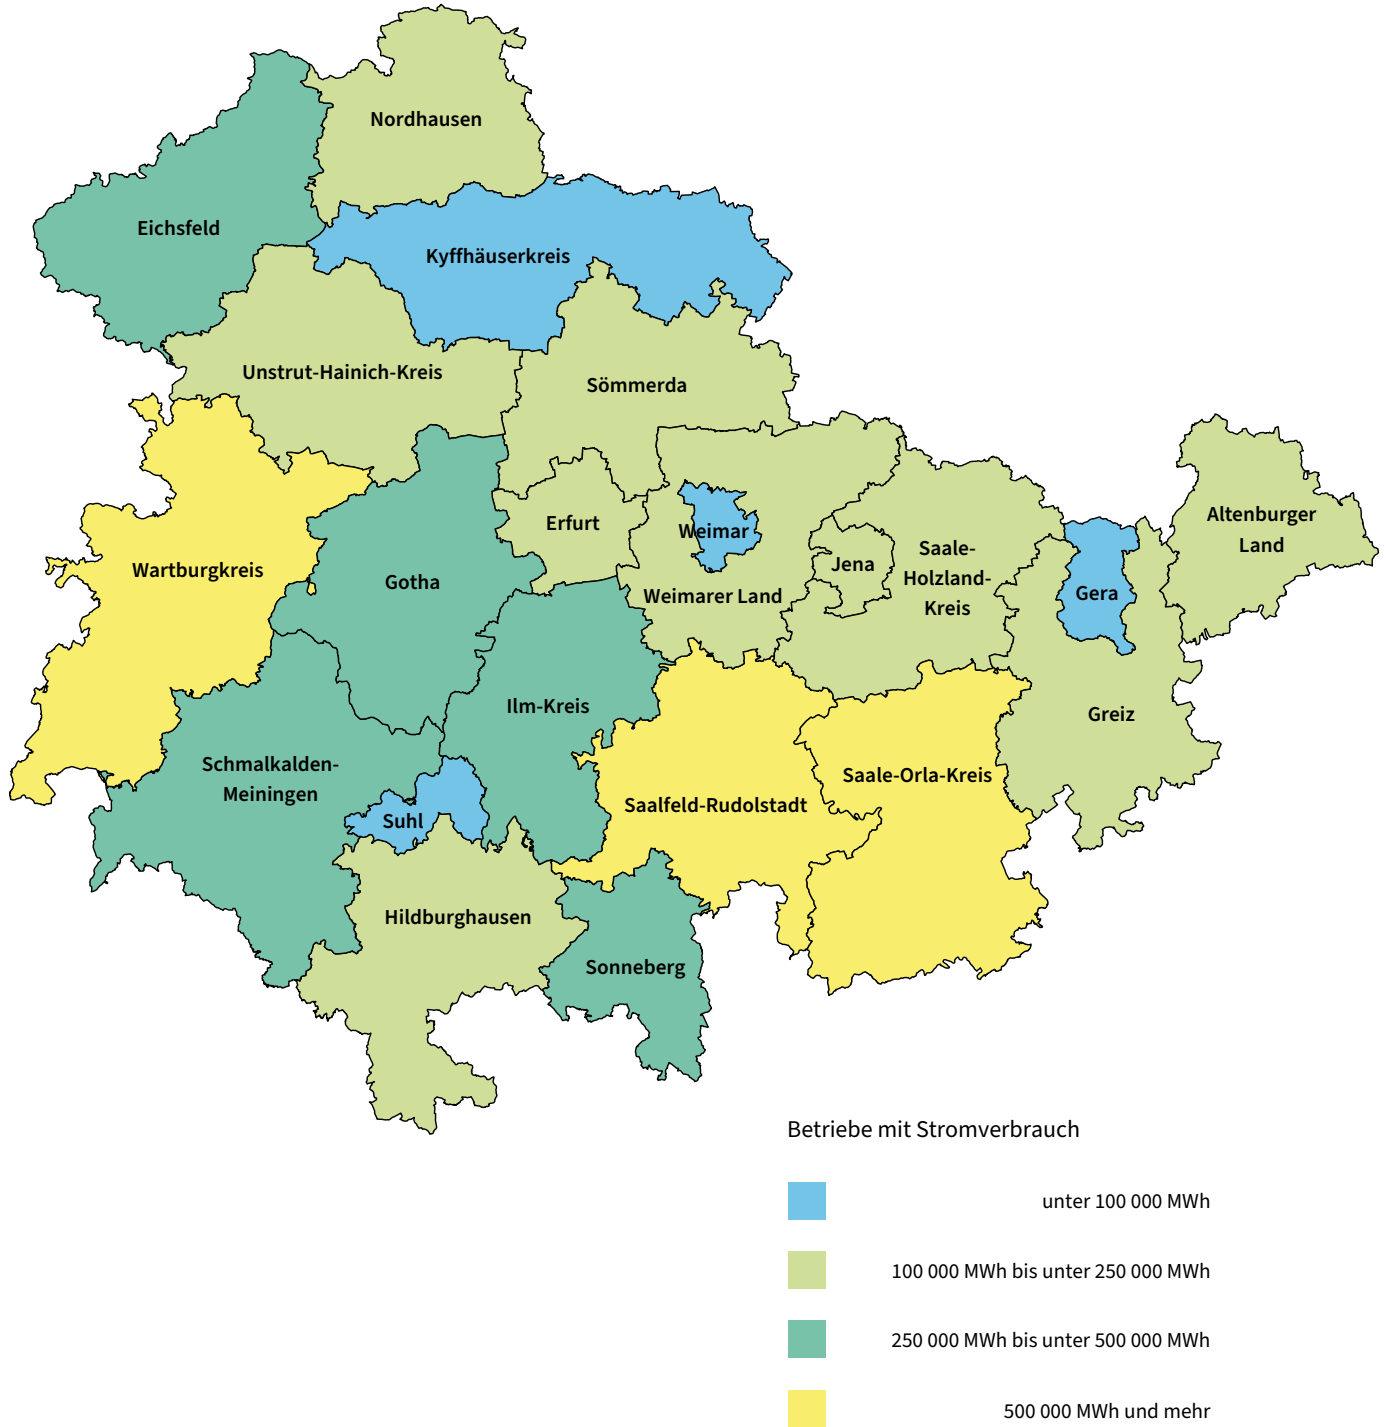 Nordhausen
Eichsfeld
Kyffhäuserkreis
Unstrut-Hainich-Kreis
Sömmerda
Wartburgkreis
Gotha
Erfurt
Weimar
Weimarer Land
Jena
Saale-
Holzland-
Kreis
Gera
Altenburger
Land
Greiz
Ilm-Kreis
Schmalkalden-
Meiningen
Suhl
Saalfeld-Rudolstadt
Saale-Orla-Kreis
Hildburghausen
Sonneberg
Betriebe mit Stromverbrauch
unter 100 000 MWh
100 000 MWh bis unter 250 000 MWh
250 000 MWh bis unter 500 000 MWh
500 000 MWh und mehr